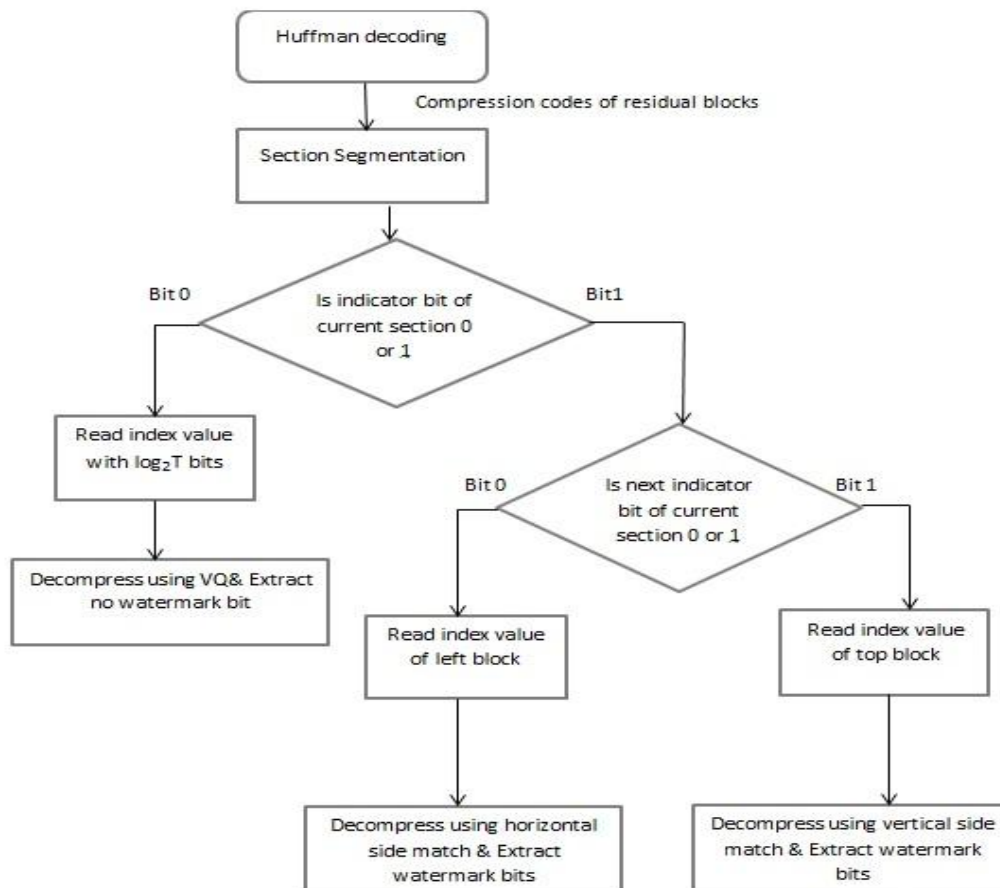 Huffman decoding
Compression codes of residual blocks
Section Segmentation
Bit 0
Bit1
Is indicator bit of
current section 0
or 1
Read index value
with log₂T bits
Bit 0
Bit 1
Is next indicator
bit of current
section 0 or 1
Decompress using VQ& Extract
no watermark bit
Read index value
of left block
Read index value
of top block
Decompress using horizontal
side match & Extract
watermark bits
Decompress using vertical side
match & Extract watermark
bits